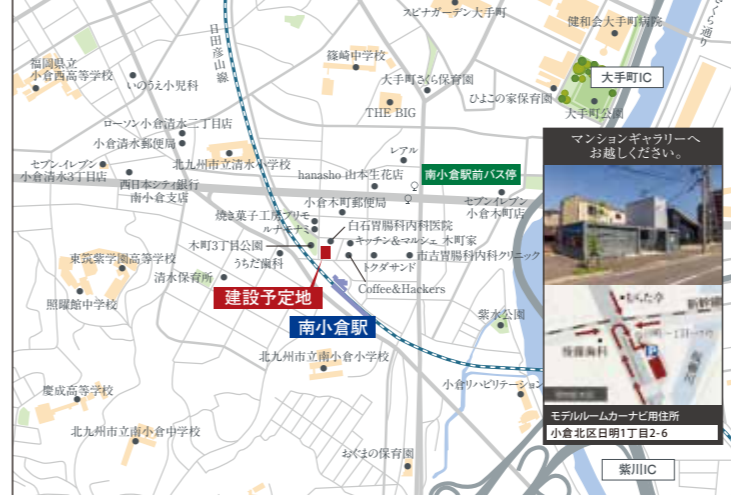 スピナガーデン大手町
健和会大手町病院
さくら通り
日田彦山線
篠崎中学校
福岡県立
小倉西高等学校
いのうえ小児科
大手町さくら保育園
ひよこの家保育園
大手町IC
大手町公園
THE BIG
ローソン小倉清水二丁目店
小倉清水郵便局
セブンイレブン
小倉清水3丁目店
西日本シティ銀行
南小倉支店
北九州市立清水小学校
レアル
hanasho 山本生花店
南小倉駅前バス停
小倉木町郵便局
セブンイレブン
小倉木町店
焼き菓子工房プリモ
ルナモナミ
白石胃腸科内科医院
木町3丁目公園
キッチン&マルシェ 木町家
うちだ歯科
市吉胃腸科内科クリニック
トクダサンド
Coffee&Hackers
東筑紫学園高等学校
清水保育所
照曜館中学校
建設予定地
南小倉駅
紫水公園
北九州市立南小倉小学校
小倉リハビリテーション
慶成高等学校
北九州市立南小倉中学校
おぐまの保育園
マンションギャラリーへ
お越しください。
新幹線
P
モデルルームカーナビ用住所
小倉北区日明1丁目2-6
紫川IC